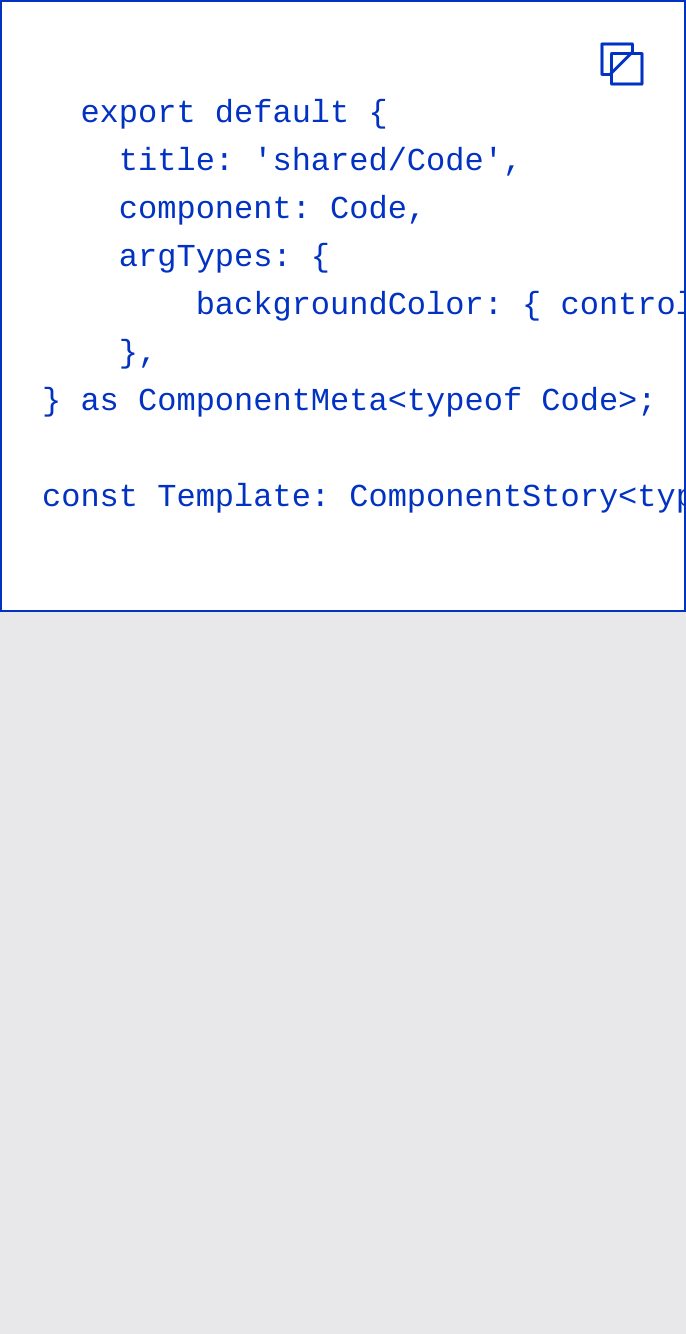 export default {
title: 'shared/Code',
component: Code,
argTypes: {
backgroundColor: { control
},
} as ComponentMeta<typeof Code>;
const Template: ComponentStory<typ